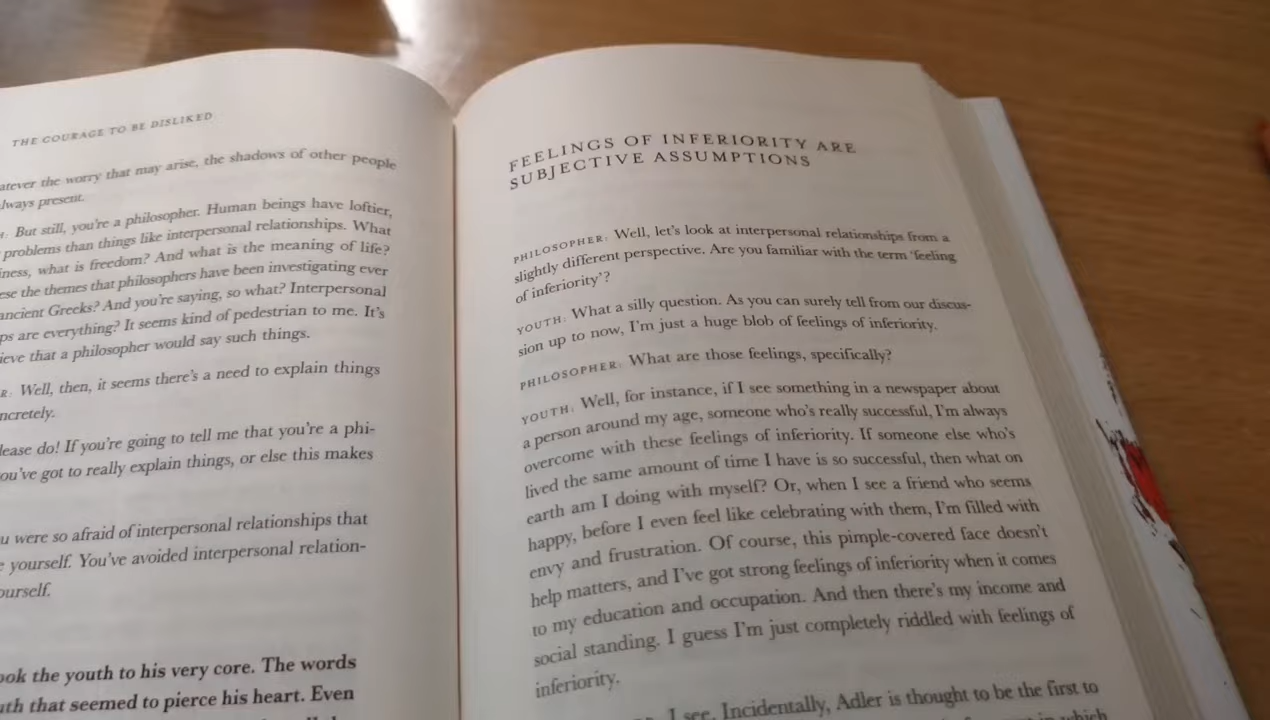 THE COURAGE TO BE DISLIKED
the worry that may arise, the shadows of other people
present.
But still, you're a philosopher. Human beings have loftier,
problems than things like interpersonal relationships. What
what is freedom? And what is the meaning of life?
the themes that philosophers have been investigating ever
ancient Greeks? And you're saying, so what? Interpersonal
are everything? It seems kind of pedestrian to me. It's
that a philosopher would say such things.
Well, then, it seems there's a need to explain things
do! If you're going to tell me that you're a phi-
you've got to really explain things, or else this makes
were so afraid of interpersonal relationships that
yourself. You've avoided interpersonal relation-
the youth to his very core. The words
that seemed to pierce his heart. Even
FEELINGS OF INFERIORITY ARE
SUBJECTIVE ASSUMPTIONS
PHILOSOPHER: Well, let's look at interpersonal relationships from a
slightly different perspective. Are you familiar with the term 'feeling
of inferiority'?
YOUTH: What a silly question. As you can surely tell from our discus-
sion up to now, I'm just a huge blob of feelings of inferiority.
PHILOSOPHER: What are those feelings, specifically?
YOUTH: Well, for instance, if I see something in a newspaper about
a person around my age, someone who's really successful, I'm always
overcome with these feelings of inferiority. If someone else who's
lived the same amount of time I have is so successful, then what on
earth am I doing with myself? Or, when I see a friend who seems
happy, before I even feel like celebrating with them, I'm filled with
envy and frustration. Of course, this pimple-covered face doesn't
help matters, and I've got strong feelings of inferiority when it comes
to my education and occupation. And then there's my income and
social standing. I guess I'm just completely riddled with feelings of
inferiority.
I see. Incidentally, Adler is thought to be the first to
in which